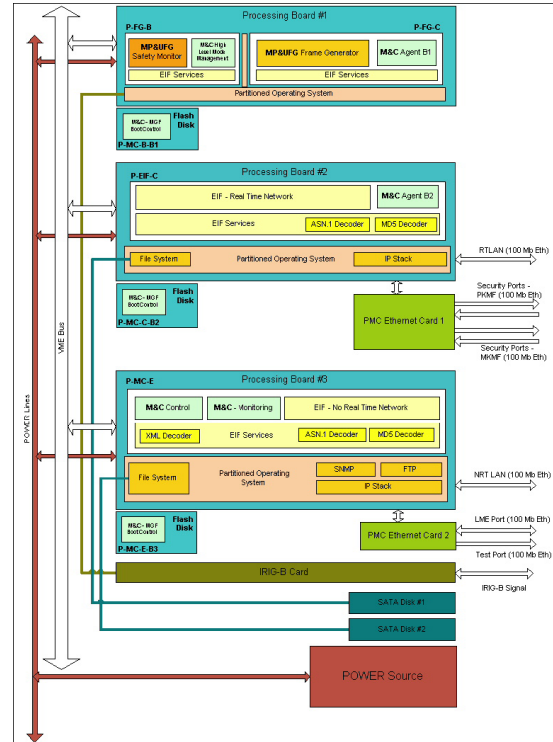 Processing Board #1
P-FG-B
P-FG-C
MP&UFG
Safety Monitor
M&C High
Level Mode
Management
MP&UFG Frame Generator
M&C
Agent B1
EIF Services
EIF Services
Partitioned Operating System
M&C - MGF
BootControl
Flash
Disk
P-MC-B-B1
Processing Board #2
P-EIF-C
EIF - Real Time Network
M&C Agent B2
EIF Services
ASN.1 Decoder
MD5 Decoder
File System
Partitioned Operating System
IP Stack
RTLAN (100 Mb Eth)
M&C - MGF
BootControl
Flash
Disk
P-MC-C-B2
PMC Ethernet Card 1
Security Ports -
PKMF (100 Mb Eth)
Security Ports -
MKMF (100 Mb Eth)
VME Bus
POWER Lines
Processing Board #3
P-MC-E
M&C Control
M&C - Monitoring
EIF - No Real Time Network
XML Decoder
EIF Services
ASN.1 Decoder
MD5 Decoder
File System
Partitioned Operating
System
SNMP
FTP
IP Stack
NRT LAN (100 Mb Eth)
M&C - MGF
BootControl
Flash
Disk
P-MC-E-B3
PMC Ethernet Card 2
LME Port (100 Mb Eth)
Test Port (100 Mb Eth)
IRIG-B Card
IRIG-B Signal
SATA Disk #1
SATA Disk #2
POWER Source